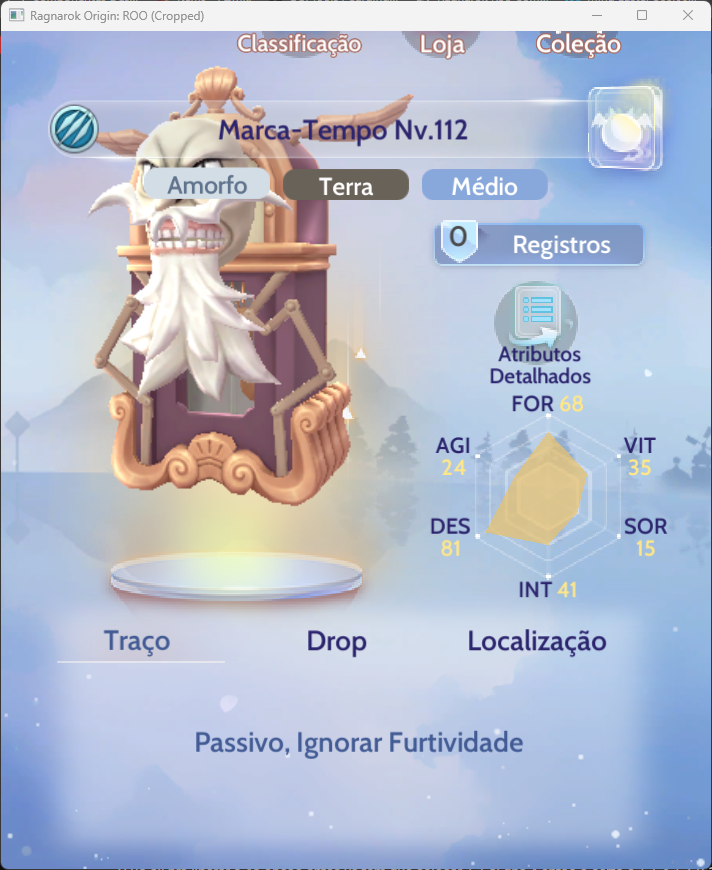 Ragnarok Origin: ROO (Cropped)
Classificação
Loja
Coleção
Marca-Tempo Nv.112
Amorfo
Terra
Médio
0
Registros
Atributos
Detalhados
FOR 68
AGI
24
VIT
35
DES
81
SOR
15
INT 41
Traço
Drop
Localização
Passivo, Ignorar Furtividade